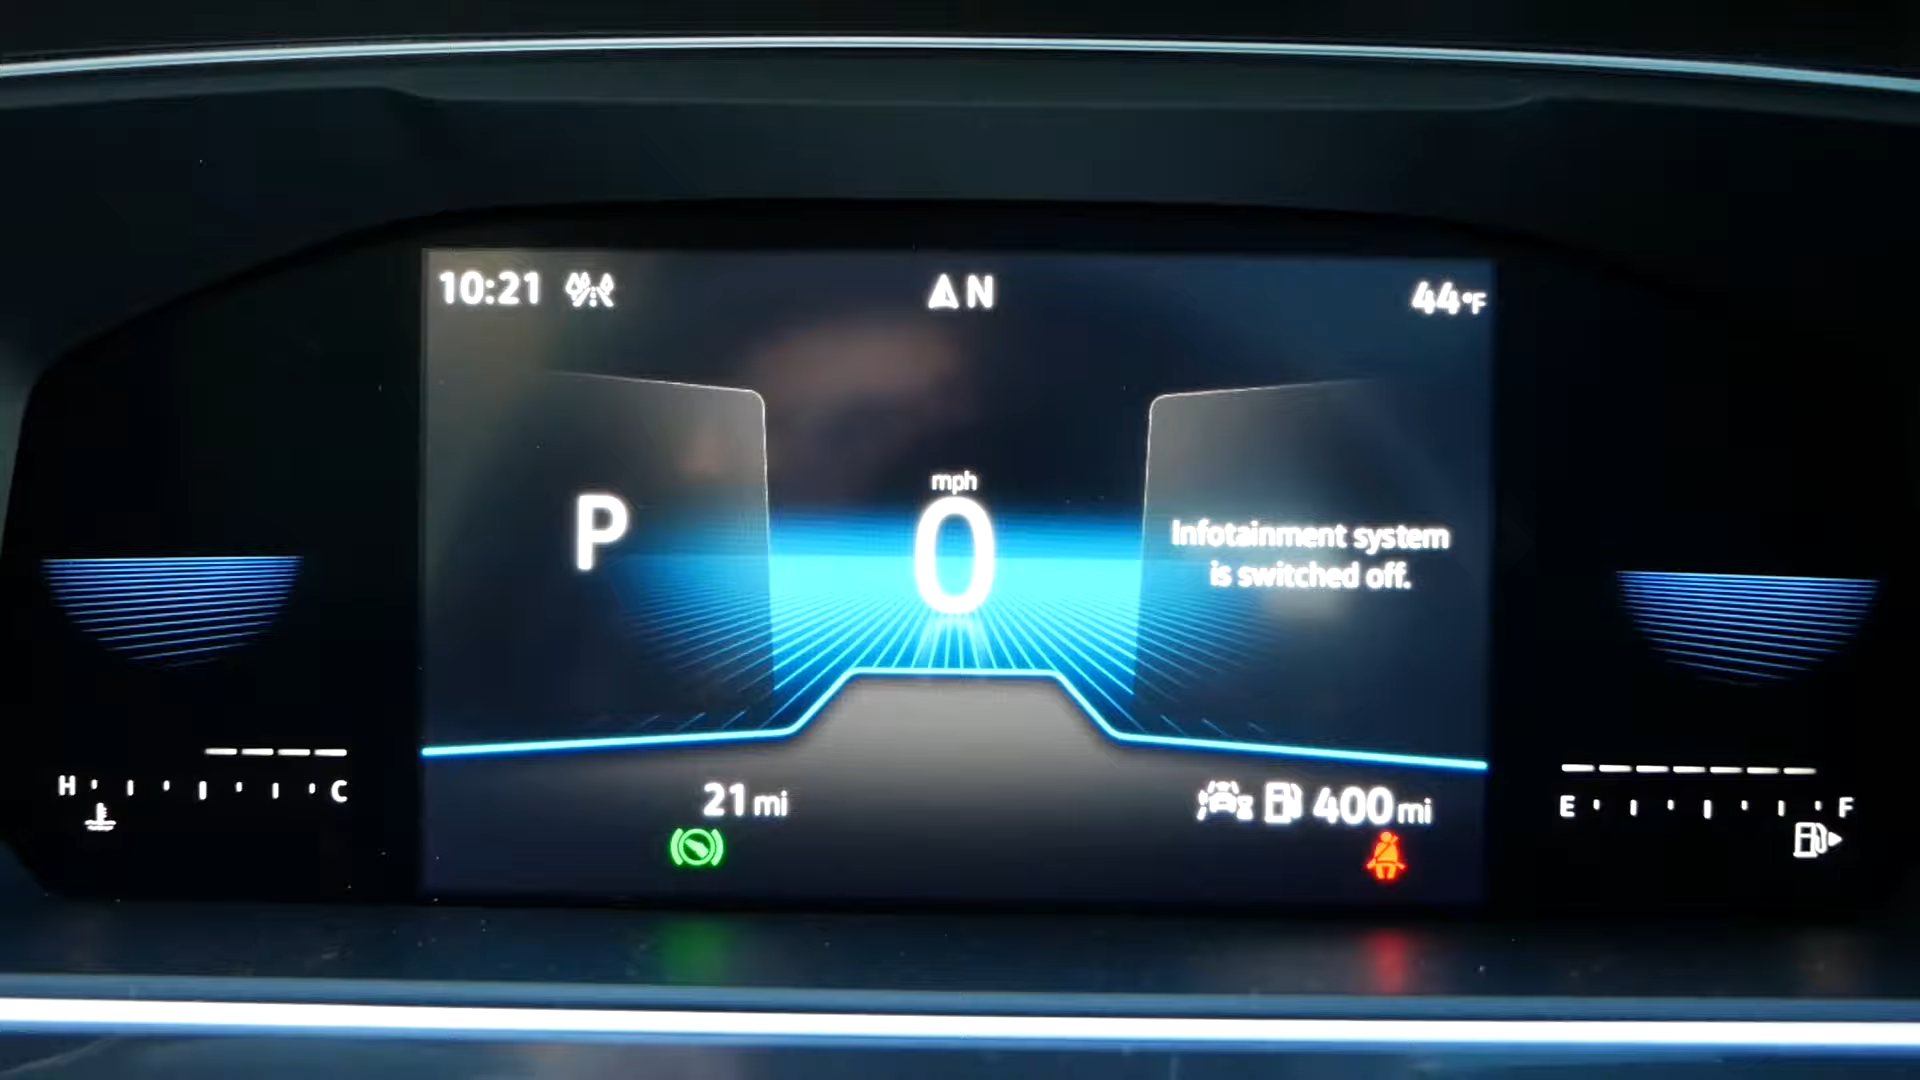 10:21
N
44°F
P
mph
0
Infotainment system
is switched off.
H
C
21 mi
400 mi
E
F